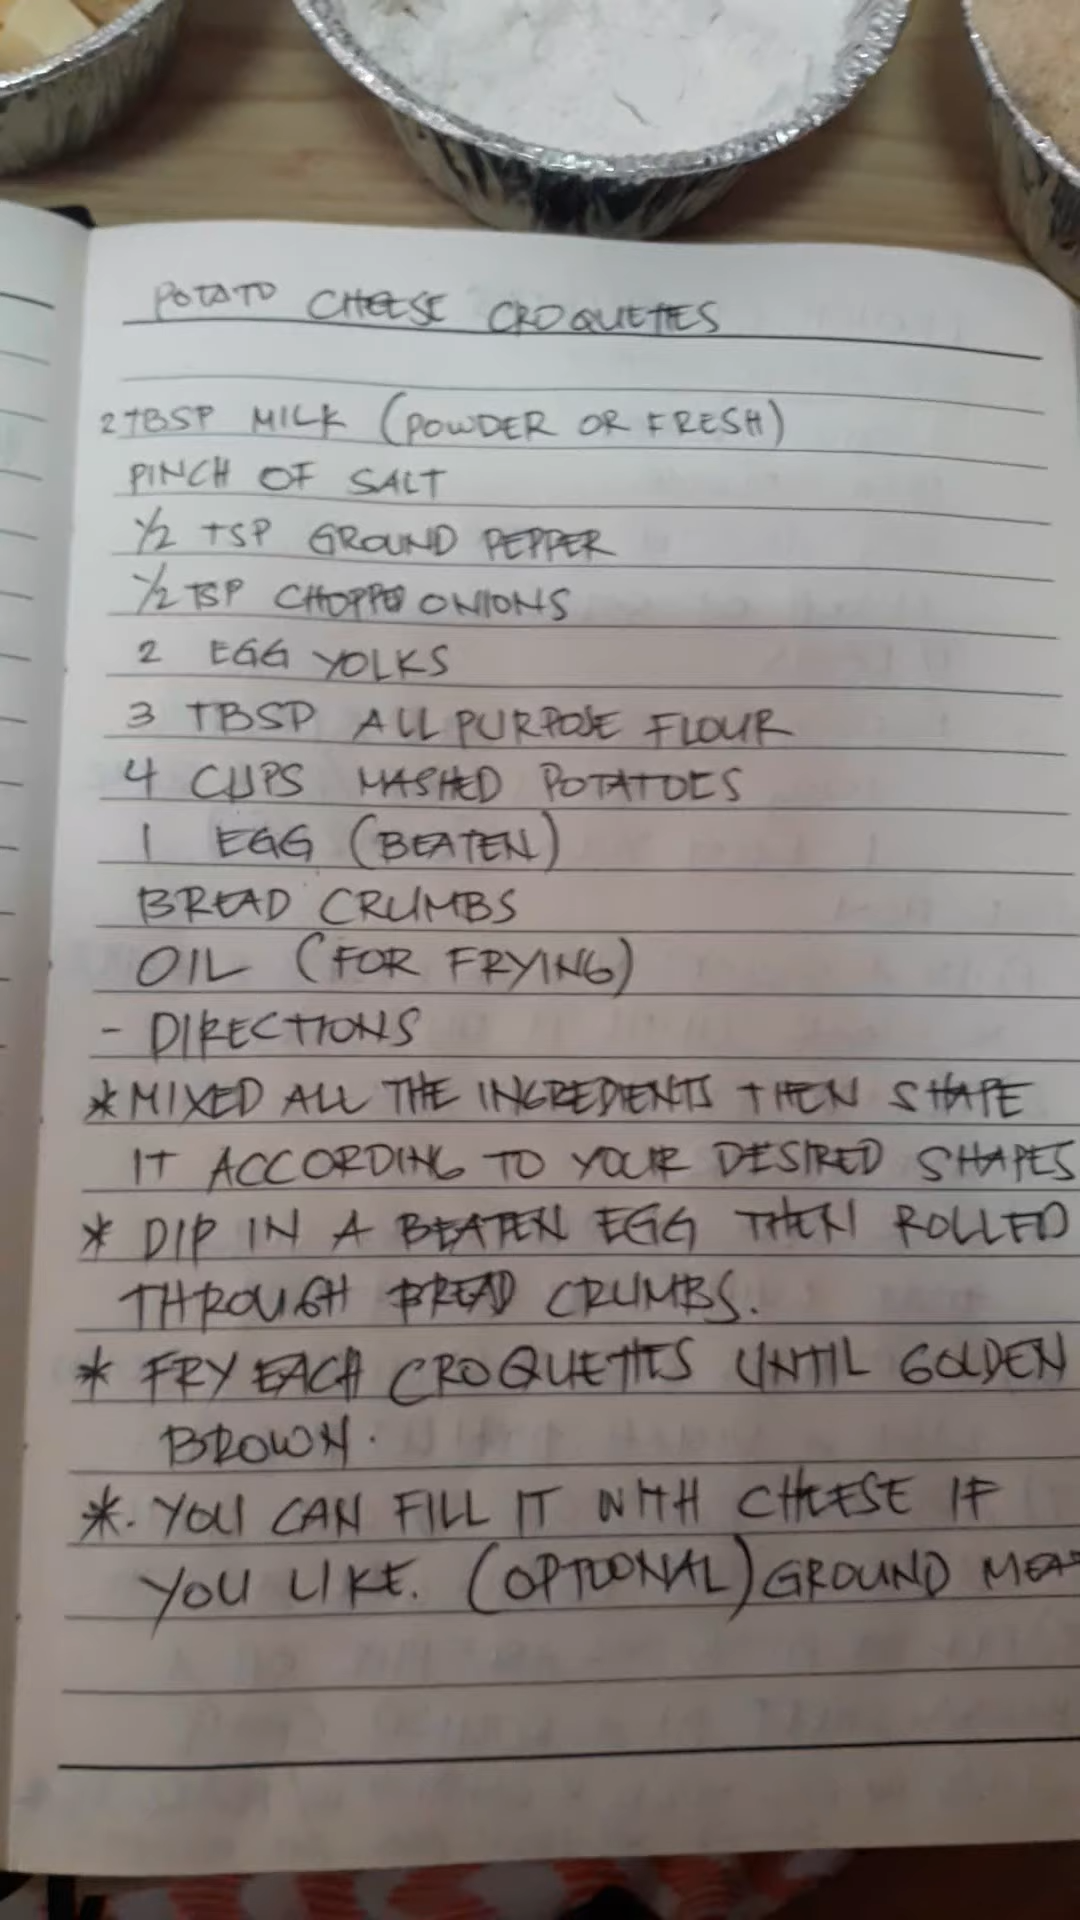 POTATO CHEESE CROQUETTES
2 TBSP MILK (POWDER OR FRESH)
PINCH OF SALT
1/2 TSP GROUND PEPPER
1/2 TSP CHOPPED ONIONS
2 EGG YOLKS
3 TBSP ALL PURPOSE FLOUR
4 CUPS MASHED POTATOES
1 EGG (BEATEN)
BREAD CRUMBS
OIL (FOR FRYING)
- DIRECTIONS
* MIXED ALL THE INGREDIENTS THEN SHAPE
IT ACCORDING TO YOUR DESIRED SHAPES
* DIP IN A BEATEN EGG THEN ROLLED
THROUGH BREAD CRUMBS.
* FRY EACH CROQUETTES UNTIL GOLDEN
BROWN.
*. YOU CAN FILL IT WITH CHEESE IF
YOU LIKE. (OPTIONAL) GROUND MEAT